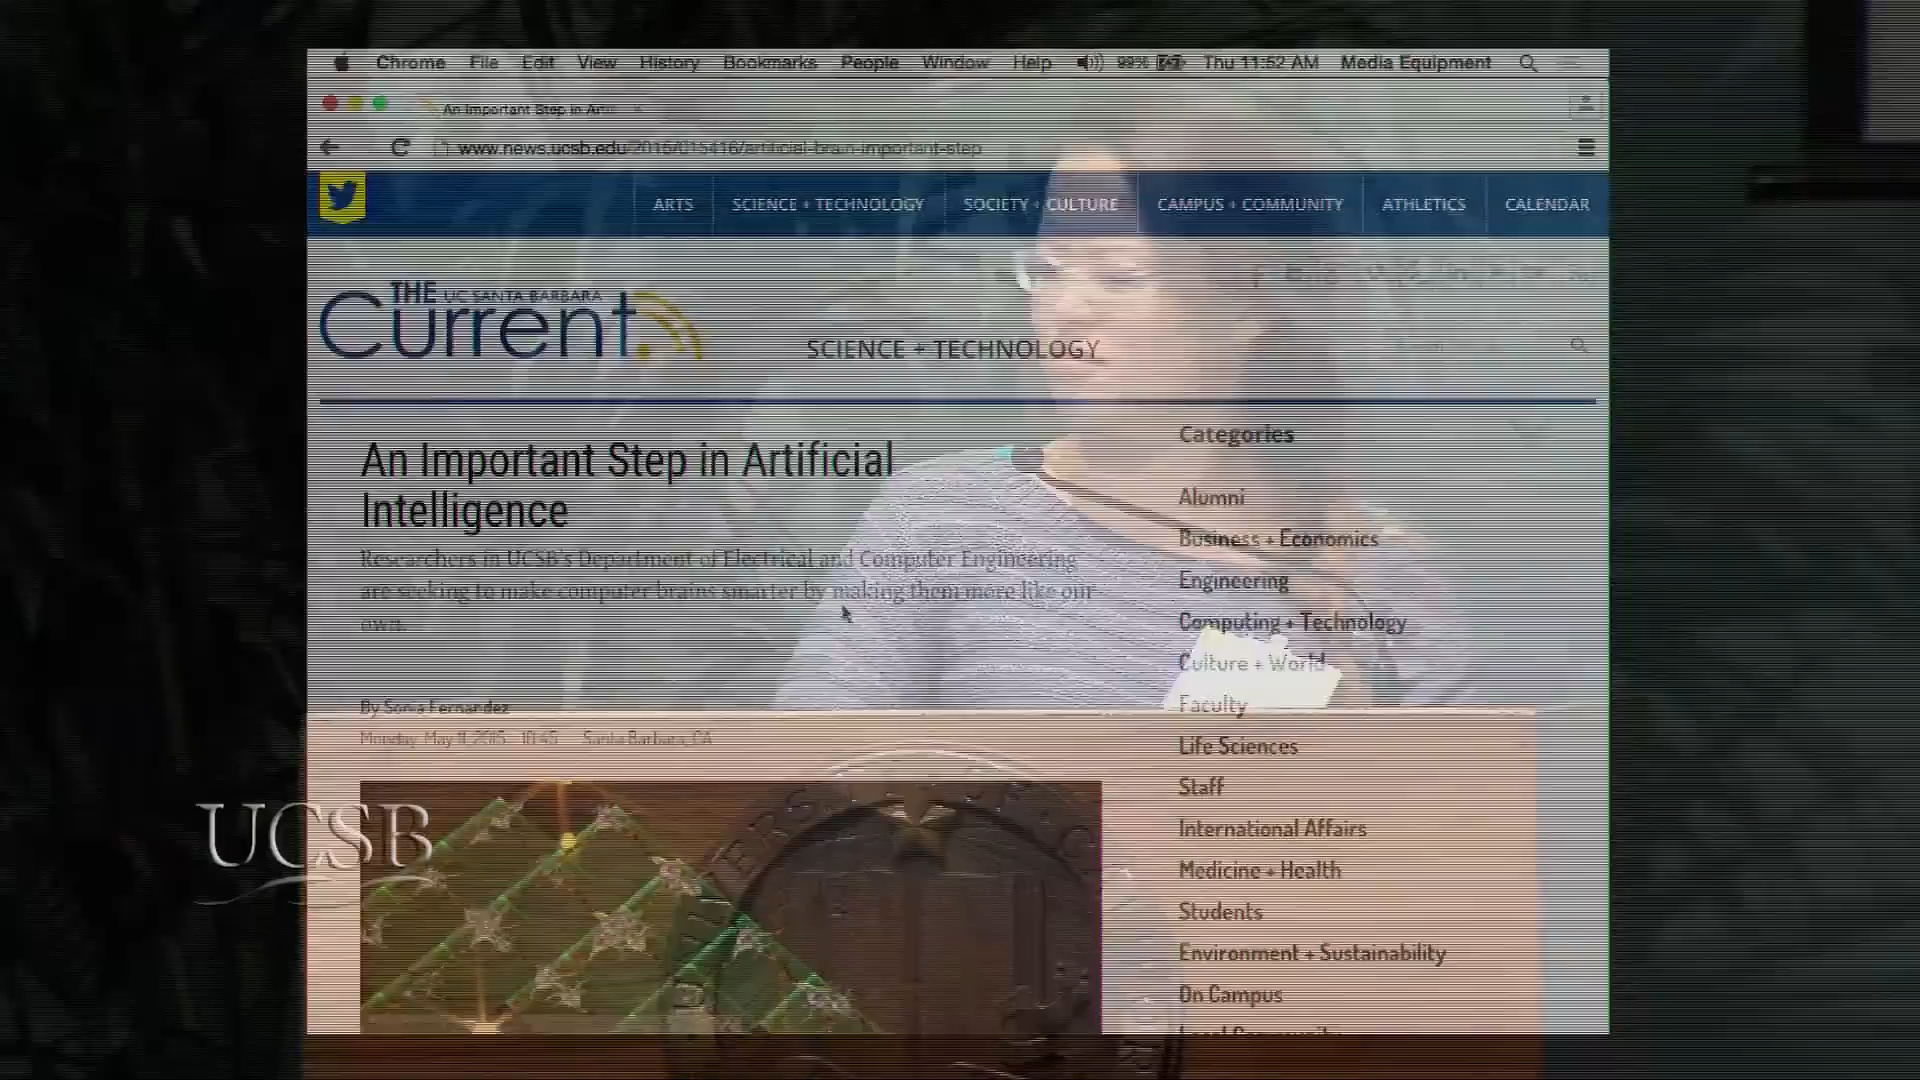 Chrome File Edit View History Bookmarks People Window Help 99% Thu 11:52 AM Media Equipment
An Important Step in Arti
www.news.ucsb.edu/2015/015416/artificial-brain-important-step
ARTS SCIENCE + TECHNOLOGY SOCIETY + CULTURE CAMPUS + COMMUNITY ATHLETICS CALENDAR
THE UC SANTA BARBARA
Current
SCIENCE + TECHNOLOGY
An Important Step in Artificial
Intelligence
Researchers in UCSB's Department of Electrical and Computer Engineering
are seeking to make computer brains smarter by making them more like our
own.
By Sonia Fernandez
Monday, May 11, 2015 - 10:45 Santa Barbara, CA
Categories
Alumni
Business + Economics
Engineering
Computing + Technology
Culture + World
Faculty
Life Sciences
Staff
International Affairs
Medicine + Health
Students
Environment + Sustainability
On Campus
Local Community
UCSB